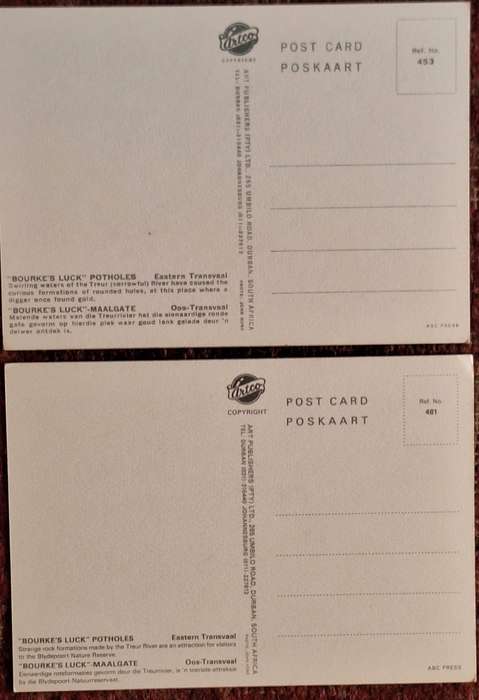 Artco
COPYRIGHT
POST CARD
POSKAART
Ref. No.
453
ART PUBLISHERS (PTY) LTD., 265 UMBILO ROAD, DURBAN, SOUTH AFRICA
"BOURKE'S LUCK" POTHOLES Eastern Transvaal
Swirling waters of the Treur (sorrowful) River have caused the
curious formations of rounded holes, at this place where a
digger once found gold.
"BOURKE'S LUCK"-MAALGATE Oos-Transvaal
Malende waters van die Treurrivier het die eienaardige ronde
gate gevorm op hierdie plek waar goud lank gelede deur 'n
delwer ontdek is.
ABC PRESS
Artco
COPYRIGHT
POST CARD
POSKAART
Ref. No.
461
ART PUBLISHERS (PTY) LTD., 265 UMBILO ROAD, DURBAN, SOUTH AFRICA
"BOURKE'S LUCK" POTHOLES Eastern Transvaal
Strange rock formations made by the Treur River are an attraction for visitors
to the Blydepoort Nature Reserve.
"BOURKE'S LUCK"-MAALGATE Oos-Transvaal
Eienaardige rotsformasies gevorm deur die Treurrivier, is 'n toeriste attraksie
by die Blydepoort-Natuurreservaat.
ABC PRESS